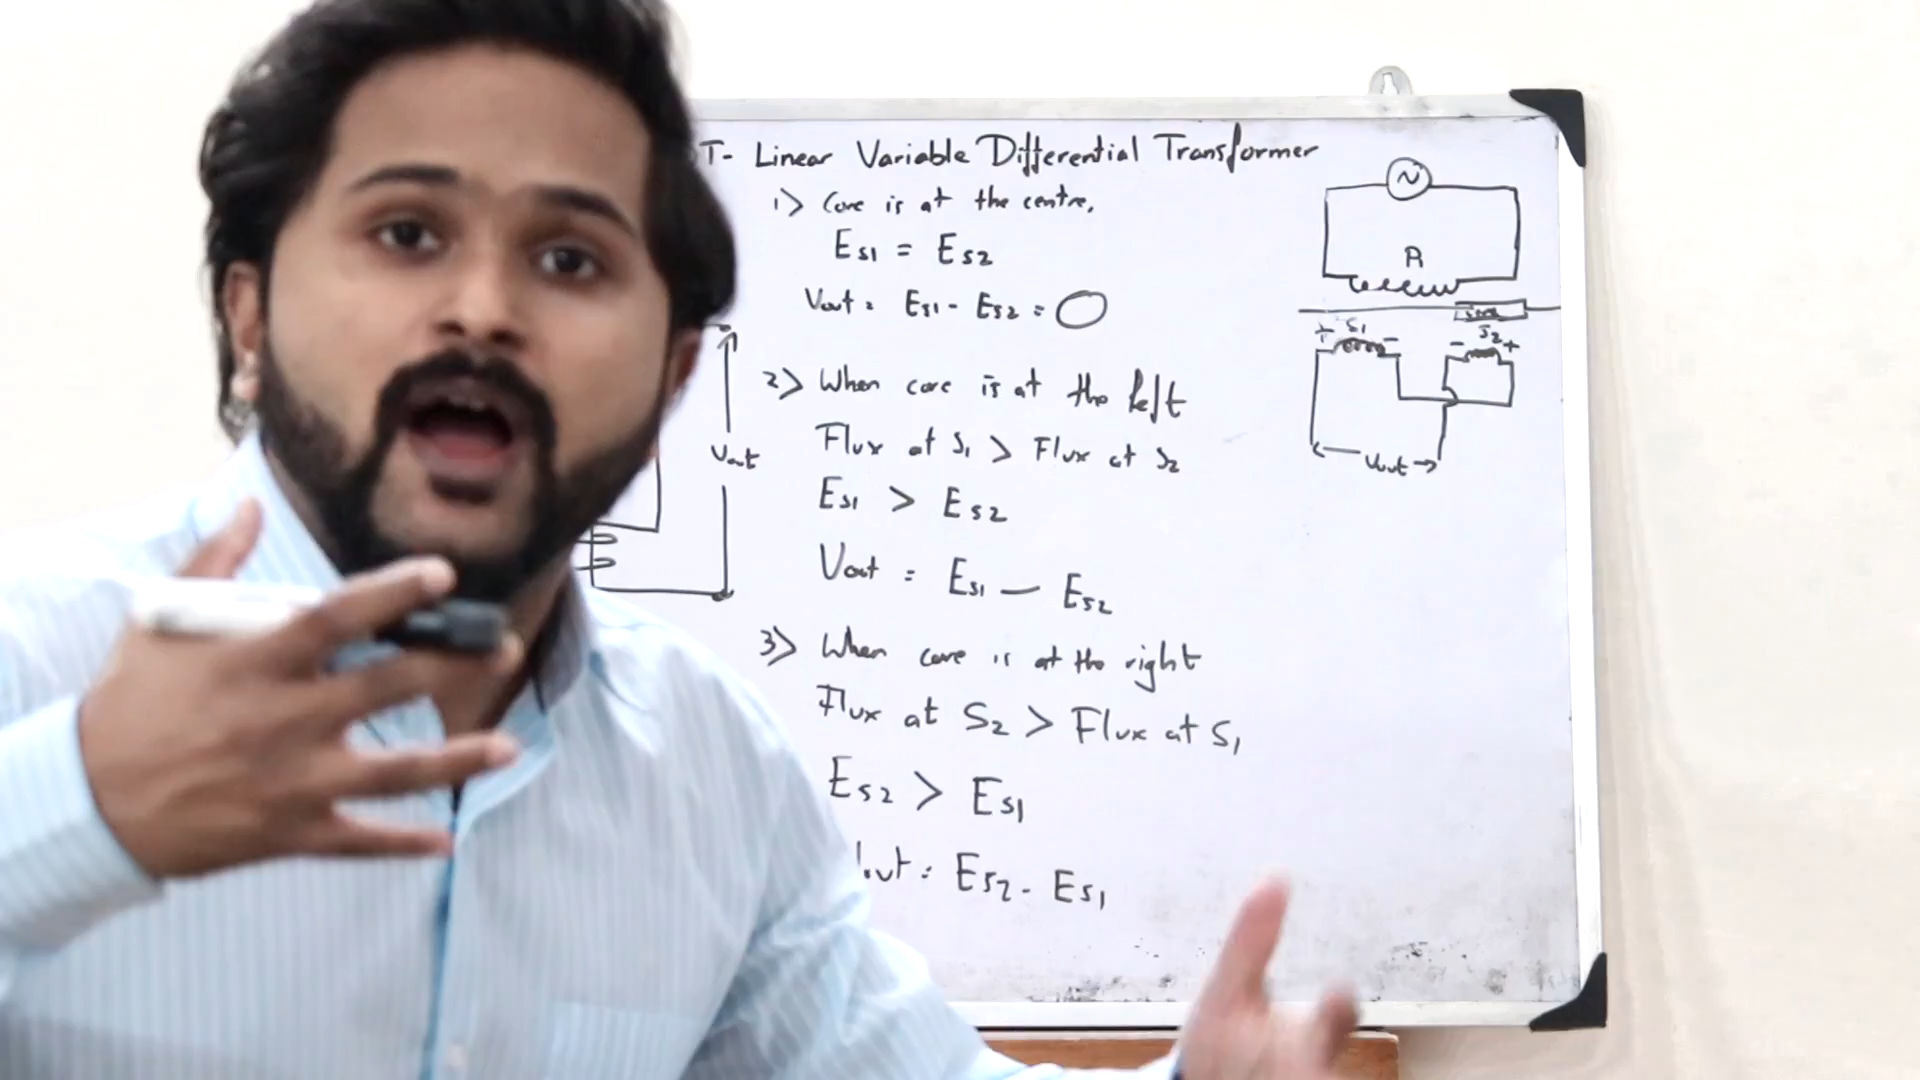 T- Linear Variable Differential Transformer
1) Core is at the centre.
Es1 = Es2
Vout = Es1 - Es2 = O
2) When core is at the left
Flux at S1 > Flux at S2
Es1 > Es2
Vout = Es1 - Es2
3) When core is at the right
Flux at S2 > Flux at S1
Es2 > Es1
out = Es2 - Es1
Vout
~
+ S1 -
- S2 +
Vout